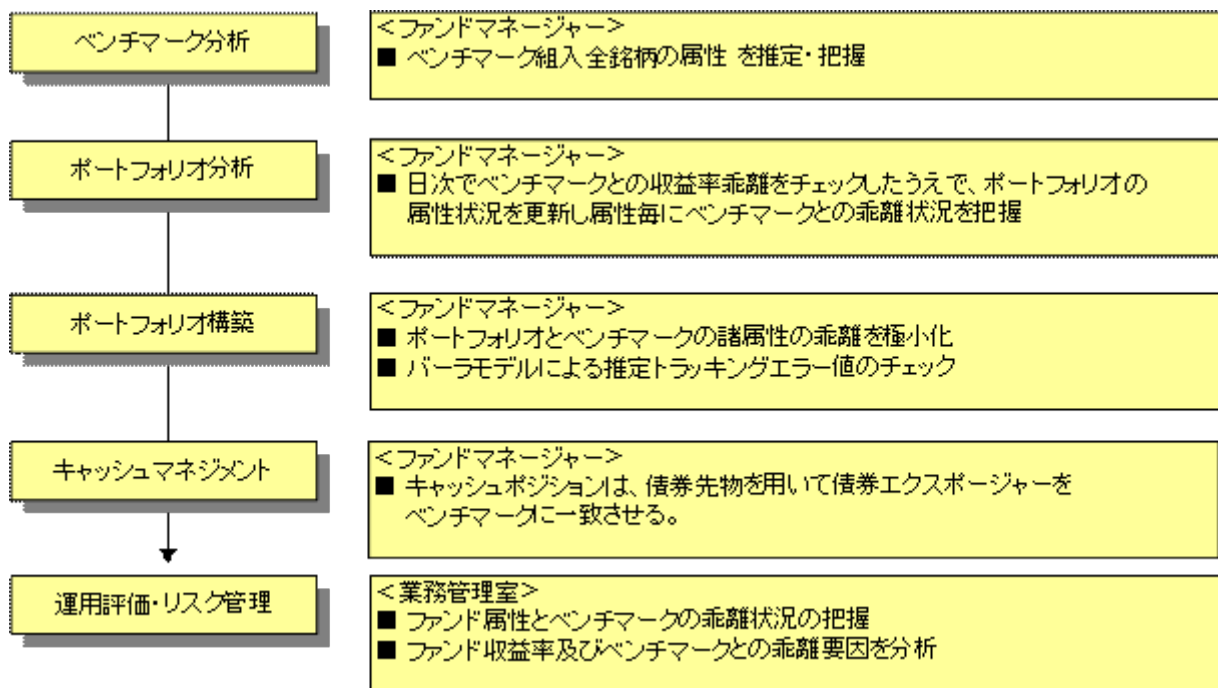 ベンチマーク分析
<ファンドマネージャー>
■ ベンチマーク組入全銘柄の属性 を推定・把握
ポートフォリオ分析
<ファンドマネージャー>
■ 日次でベンチマークとの収益率乖離をチェックしたうえで、ポートフォリオの
属性状況を更新し属性毎にベンチマークとの乖離状況を把握
ポートフォリオ構築
<ファンドマネージャー>
■ ポートフォリオとベンチマークの諸属性の乖離を極小化
■ バーラモデルによる推定トラッキングエラー値のチェック
キャッシュマネジメント
<ファンドマネージャー>
■ キャッシュポジションは、債券先物を用いて債券エクスポージャーを
ベンチマークに一致させる。
運用評価・リスク管理
<業務管理室>
■ ファンド属性とベンチマークの乖離状況の把握
■ ファンド収益率及びベンチマークとの乖離要因を分析